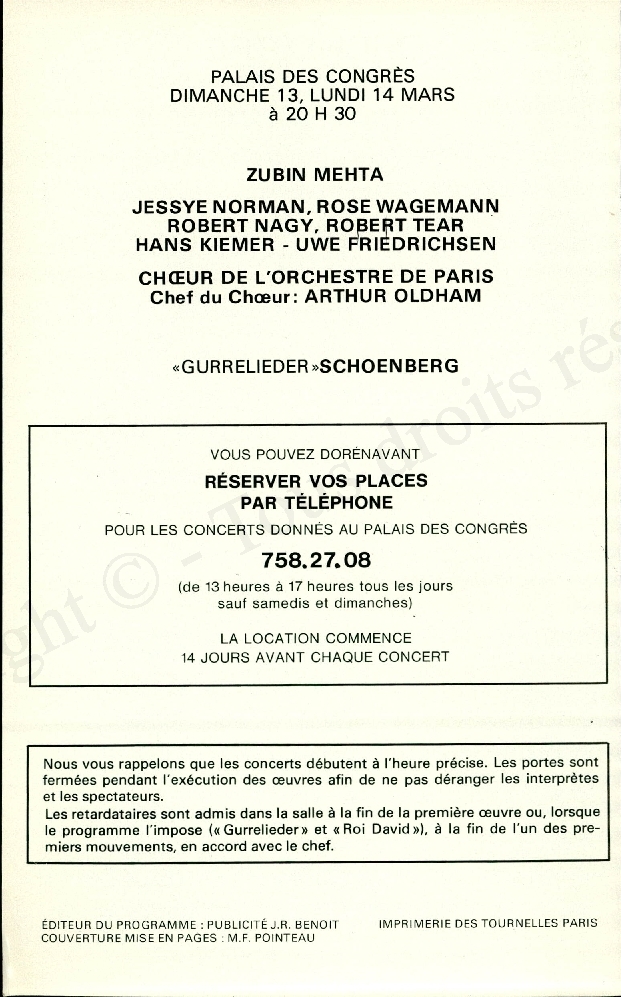 PALAIS DES CONGRÈS
DIMANCHE 13, LUNDI 14 MARS
à 20 H 30
ZUBIN MEHTA
JESSYE NORMAN, ROSE WAGEMANN
ROBERT NAGY, ROBERT TEAR
HANS KIEMER - UWE FRIEDRICHSEN
CHŒUR DE L'ORCHESTRE DE PARIS
Chef du Chœur: ARTHUR OLDHAM
«GURRELIEDER»SCHOENBERG
VOUS POUVEZ DORÉNAVANT
RÉSERVER VOS PLACES
PAR TÉLÉPHONE
POUR LES CONCERTS DONNÉS AU PALAIS DES CONGRÈS
758.27.08
(de 13 heures à 17 heures tous les jours
sauf samedis et dimanches)
LA LOCATION COMMENCE
14 JOURS AVANT CHAQUE CONCERT
Nous vous rappelons que les concerts débutent à l'heure précise. Les portes sont
fermées pendant l'exécution des œuvres afin de ne pas déranger les interprètes
et les spectateurs.
Les retardataires sont admis dans la salle à la fin de la première œuvre ou, lorsque
le programme l'impose («Gurrelieder» et «Roi David»), à la fin de l'un des pre-
miers mouvements, en accord avec le chef.
ÉDITEUR DU PROGRAMME : PUBLICITÉ J.R. BENOIT
COUVERTURE MISE EN PAGES : M.F. POINTEAU
IMPRIMERIE DES TOURNELLES PARIS
ght © - Tous droits rés